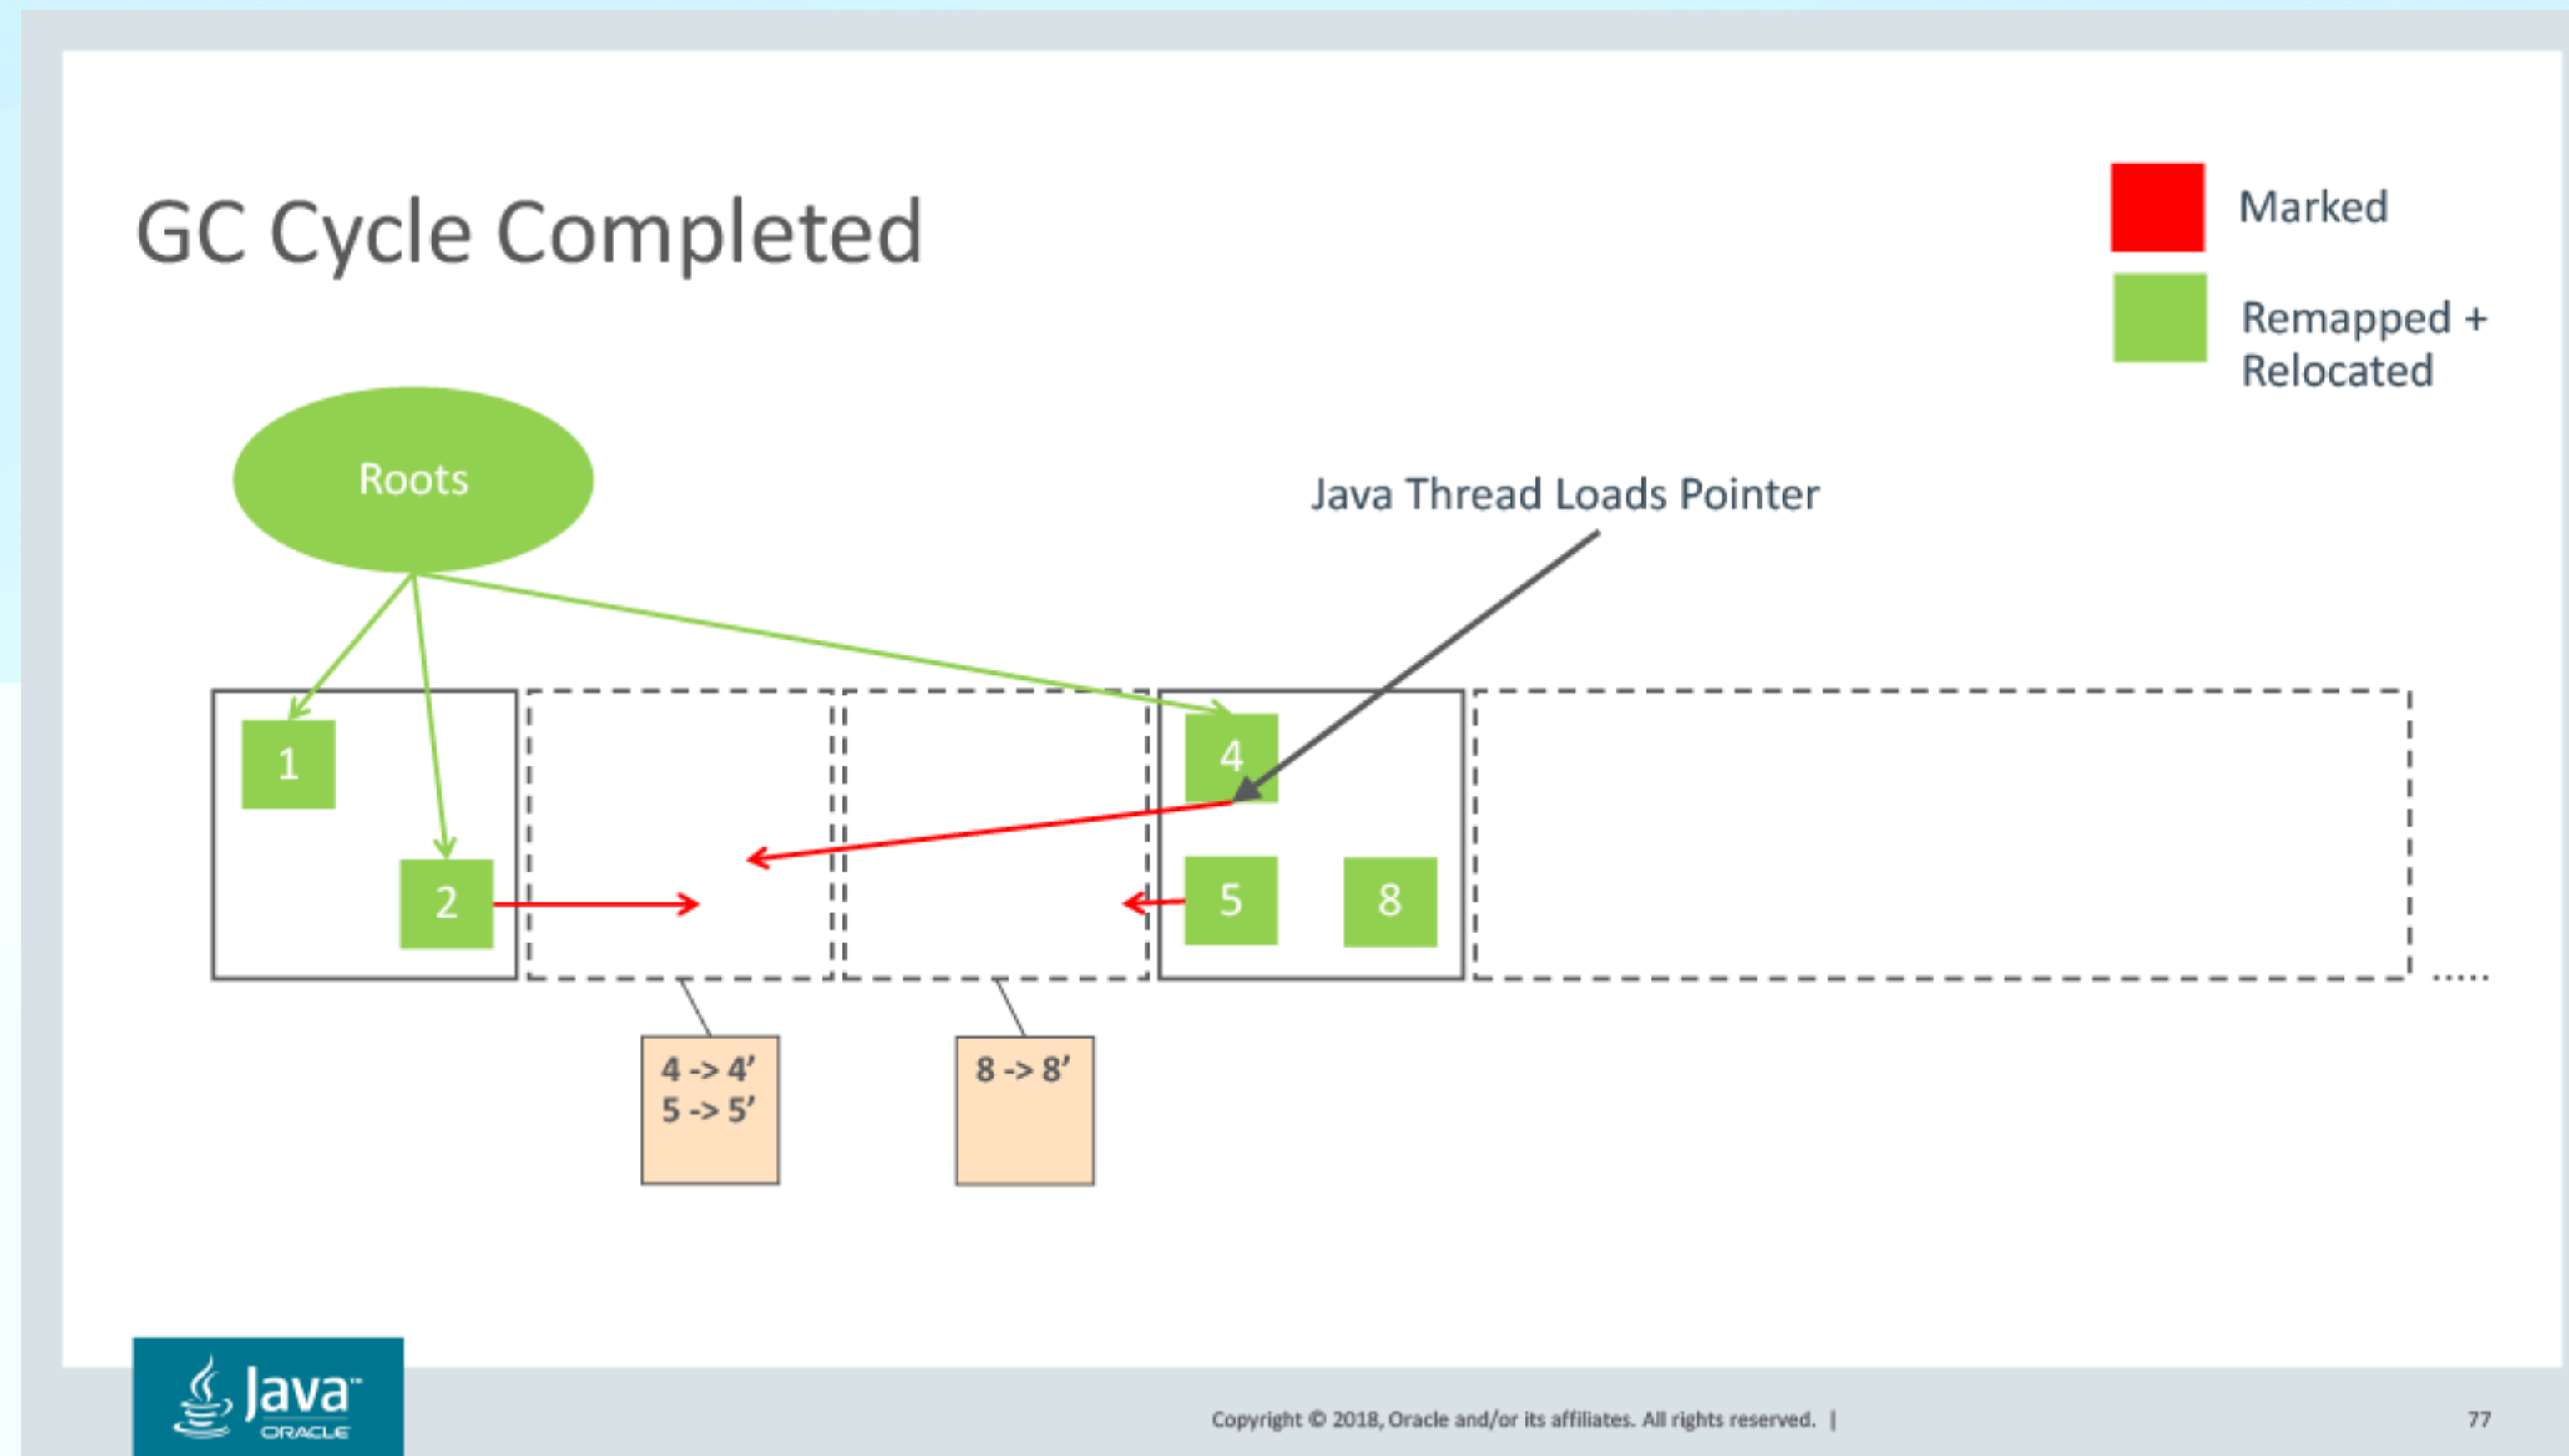 GC Cycle Completed
Marked
Remapped +
Relocated
Roots
Java Thread Loads Pointer
1
2
4
5
8
4 -> 4’
5 -> 5’
8 -> 8’
.....
Java™
ORACLE
Copyright © 2018, Oracle and/or its affiliates. All rights reserved. |
77